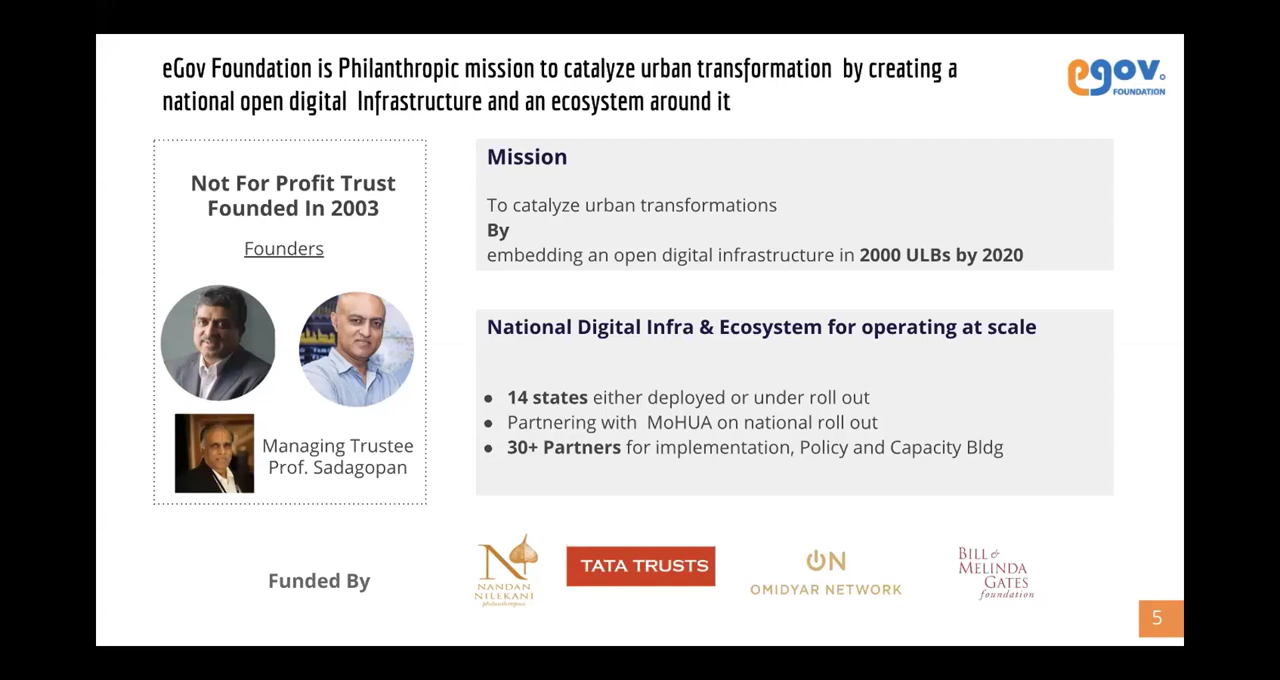 eGov Foundation is Philanthropic mission to catalyze urban transformation by creating a
national open digital Infrastructure and an ecosystem around it
egov.
FOUNDATION
Not For Profit Trust
Founded In 2003
Founders
Managing Trustee
Prof. Sadagopan
Mission
To catalyze urban transformations
By
embedding an open digital infrastructure in 2000 ULBs by 2020
National Digital Infra & Ecosystem for operating at scale
● 14 states either deployed or under roll out
● Partnering with MoHUA on national roll out
● 30+ Partners for implementation, Policy and Capacity Bldg
Funded By
N
NANDAN
NILEKANI
philanthropies
TATA TRUSTS
ON
OMIDYAR NETWORK
BILL &
MELINDA
GATES
foundation
5